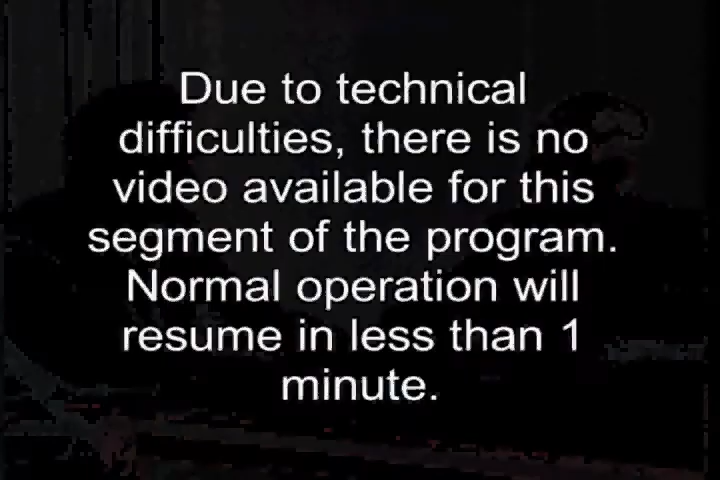 Due to technical
difficulties, there is no
video available for this
segment of the program.
Normal operation will
resume in less than 1
minute.